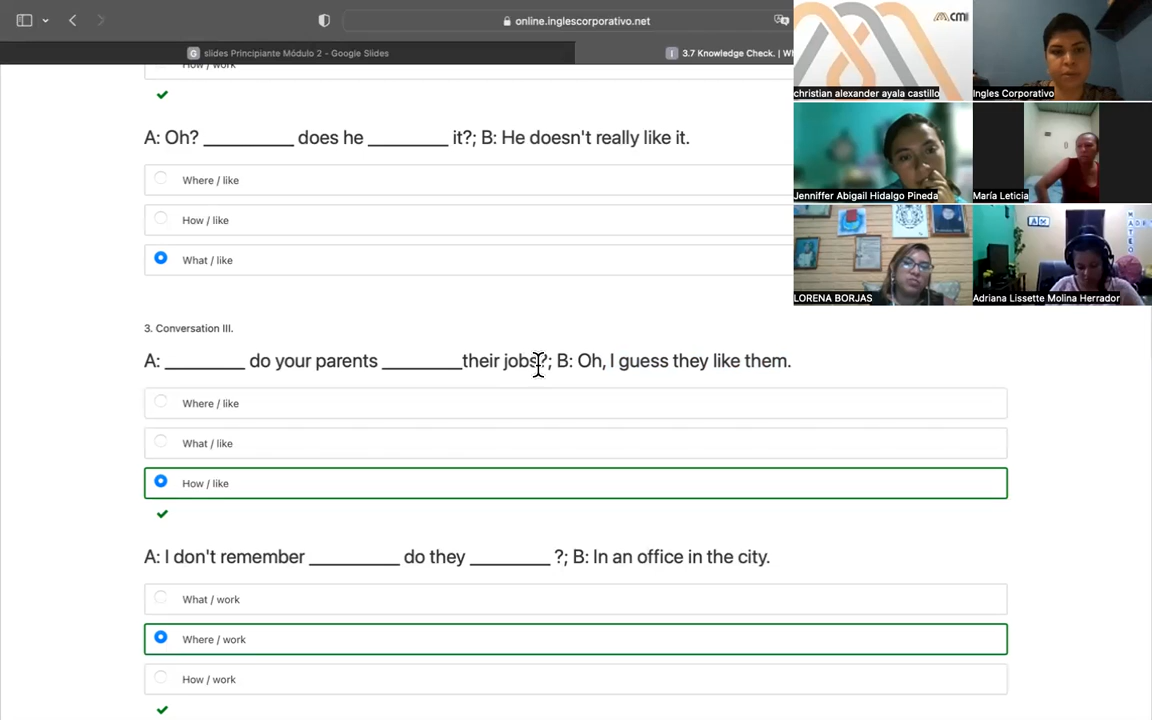 online.inglescorporativo.net
G slides Principiante Módulo 2 - Google Slides
I 3.7 Knowledge Check. | Wh
CMI
christian alexander ayala castillo
Ingles Corporativo
Jenniffer Abigail Hidalgo Pineda
María Leticia
LORENA BORJAS
Adriana Lissette Molina Herrador
How / work
A: Oh? __________ does he _________ it?; B: He doesn't really like it.
Where / like
How / like
What / like
3. Conversation III.
A: _________ do your parents _________their jobs?; B: Oh, I guess they like them.
Where / like
What / like
How / like
A: I don't remember __________ do they _________ ?; B: In an office in the city.
What / work
Where / work
How / work